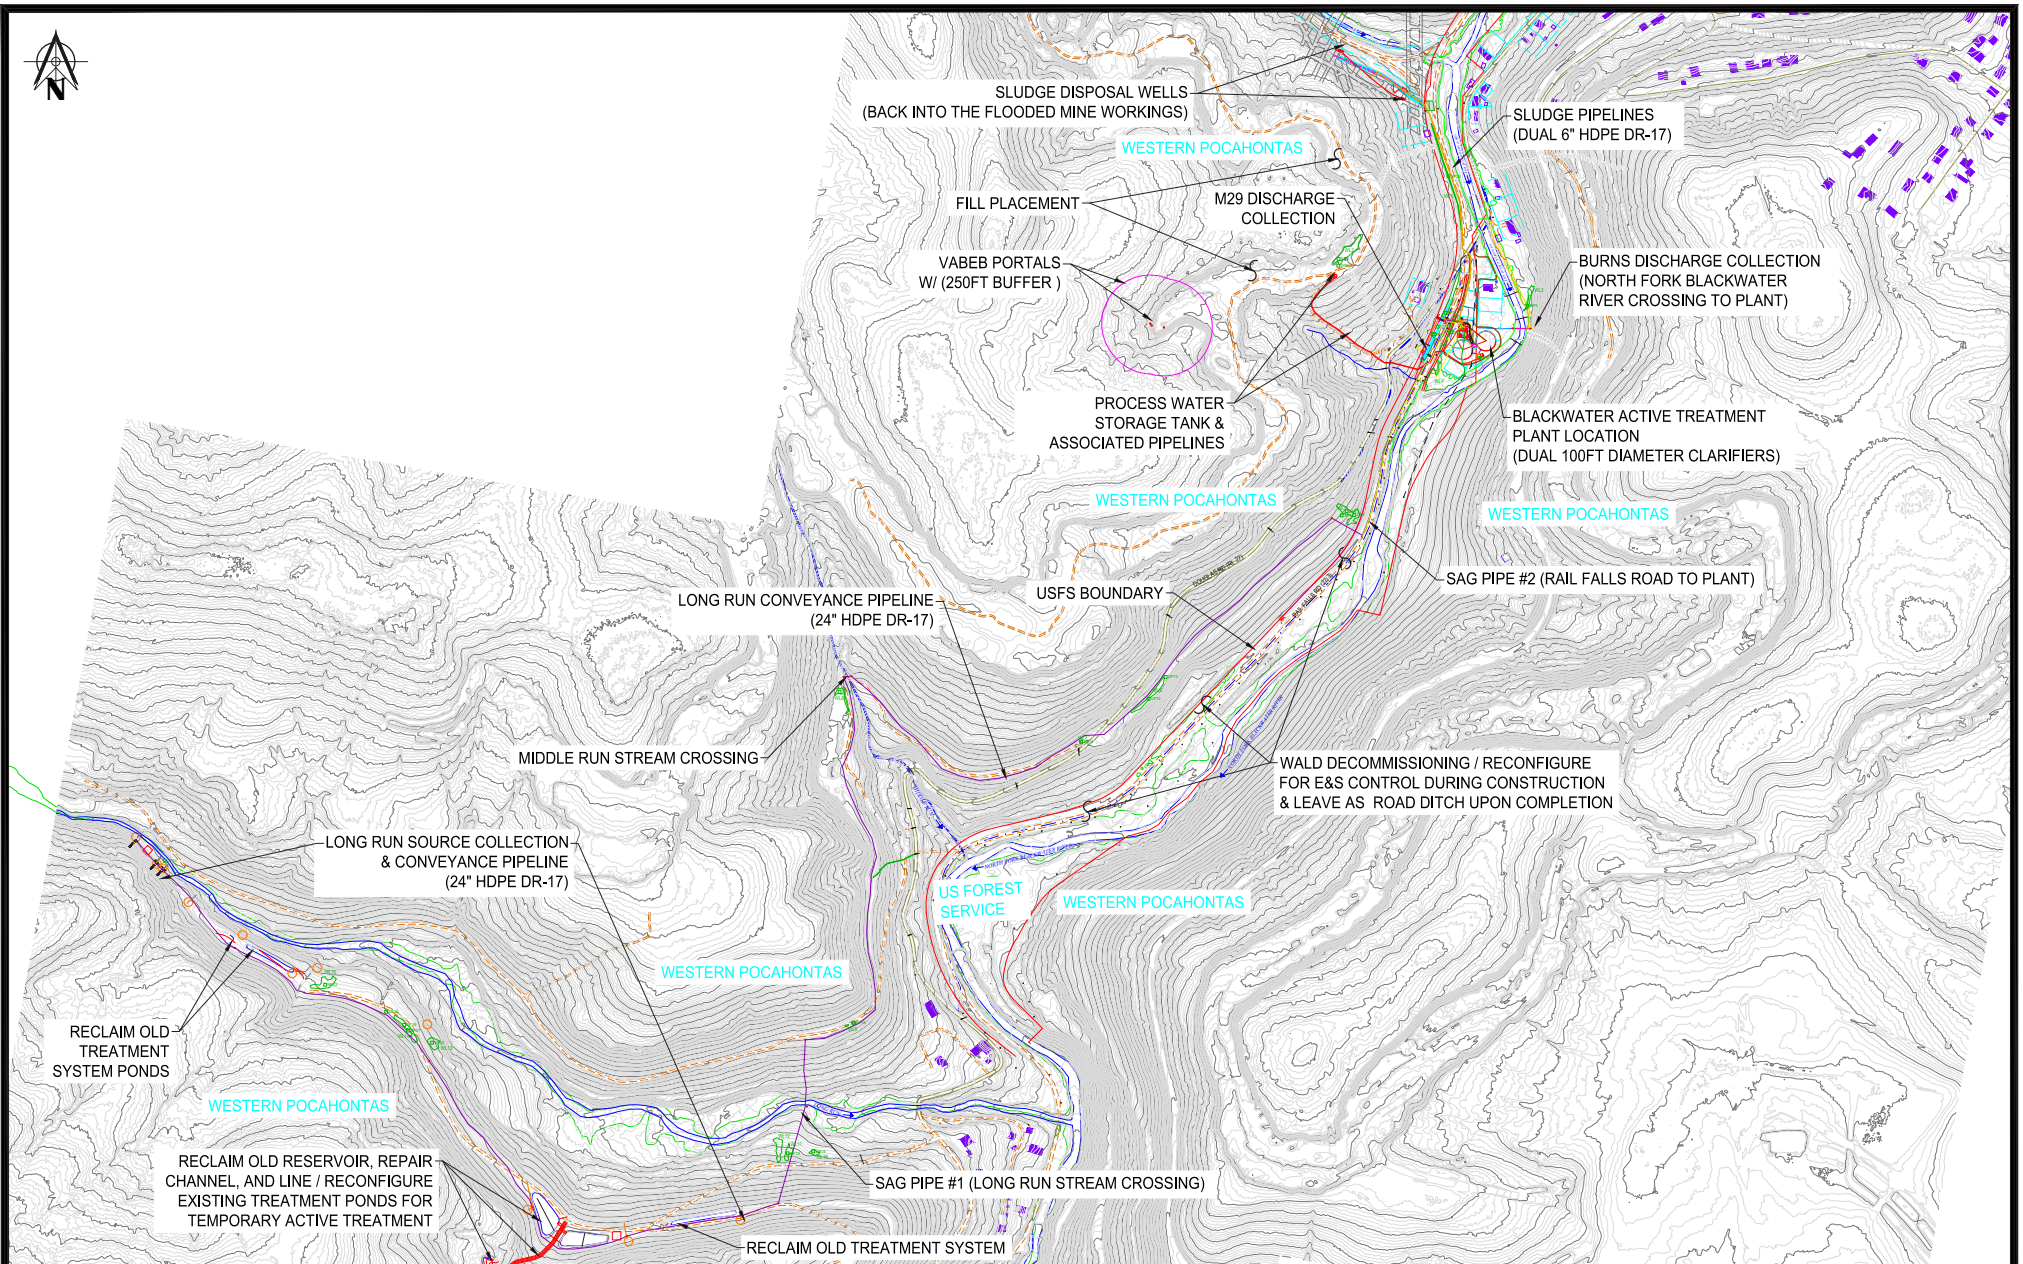 N
SLUDGE DISPOSAL WELLS
(BACK INTO THE FLOODED MINE WORKINGS)
SLUDGE PIPELINES
(DUAL 6" HDPE DR-17)
WESTERN POCAHONTAS
FILL PLACEMENT
M29 DISCHARGE
COLLECTION
VABEB PORTALS
W/ (250FT BUFFER )
BURNS DISCHARGE COLLECTION
(NORTH FORK BLACKWATER
RIVER CROSSING TO PLANT)
PROCESS WATER
STORAGE TANK &
ASSOCIATED PIPELINES
BLACKWATER ACTIVE TREATMENT
PLANT LOCATION
(DUAL 100FT DIAMETER CLARIFIERS)
WESTERN POCAHONTAS
WESTERN POCAHONTAS
SAG PIPE #2 (RAIL FALLS ROAD TO PLANT)
USFS BOUNDARY
LONG RUN CONVEYANCE PIPELINE
(24" HDPE DR-17)
MIDDLE RUN STREAM CROSSING
WALD DECOMMISSIONING / RECONFIGURE
FOR E&S CONTROL DURING CONSTRUCTION
& LEAVE AS ROAD DITCH UPON COMPLETION
LONG RUN SOURCE COLLECTION
& CONVEYANCE PIPELINE
(24" HDPE DR-17)
US FOREST
SERVICE
WESTERN POCAHONTAS
WESTERN POCAHONTAS
RECLAIM OLD
TREATMENT
SYSTEM PONDS
WESTERN POCAHONTAS
RECLAIM OLD RESERVOIR, REPAIR
CHANNEL, AND LINE / RECONFIGURE
EXISTING TREATMENT PONDS FOR
TEMPORARY ACTIVE TREATMENT
SAG PIPE #1 (LONG RUN STREAM CROSSING)
RECLAIM OLD TREATMENT SYSTEM